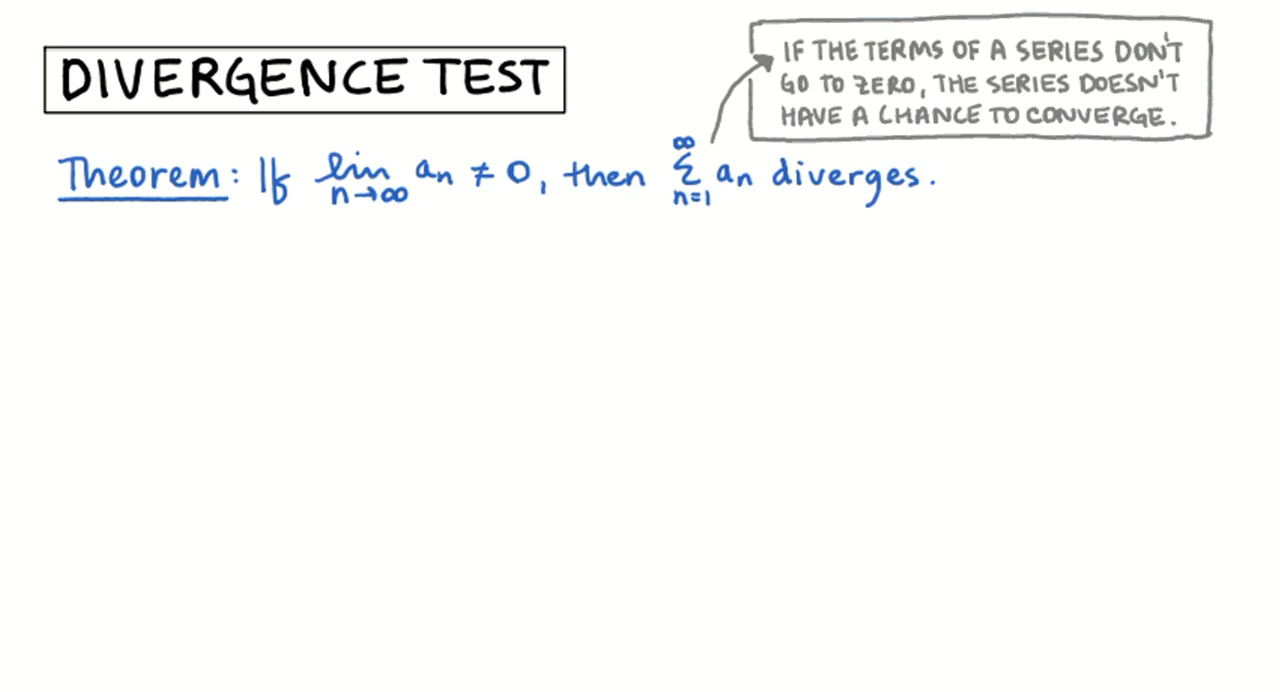 DIVERGENCE TEST
IF THE TERMS OF A SERIES DON'T
GO TO ZERO, THE SERIES DOESN'T
HAVE A CHANCE TO CONVERGE.
Theorem: If lim n→∞ an ≠ 0, then ∞ Σ n=1 an diverges.